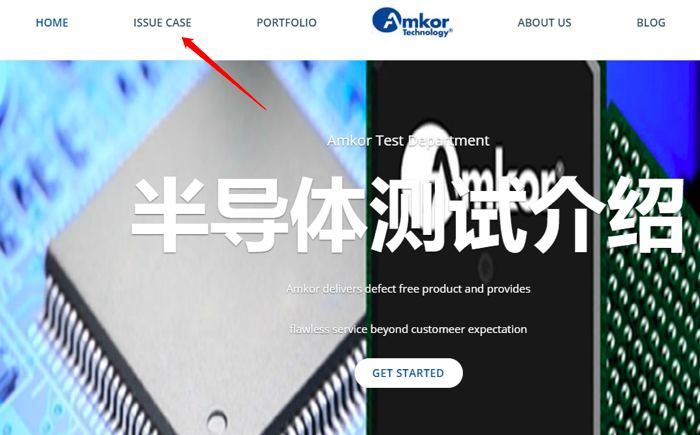 HOME
ISSUE CASE
PORTFOLIO
Amkor
Technology®
ABOUT US
BLOG
Amkor Test Department
Amkor
半导体测试介绍
Amkor delivers defect free product and provides
flawless service beyond customeer expectation
GET STARTED